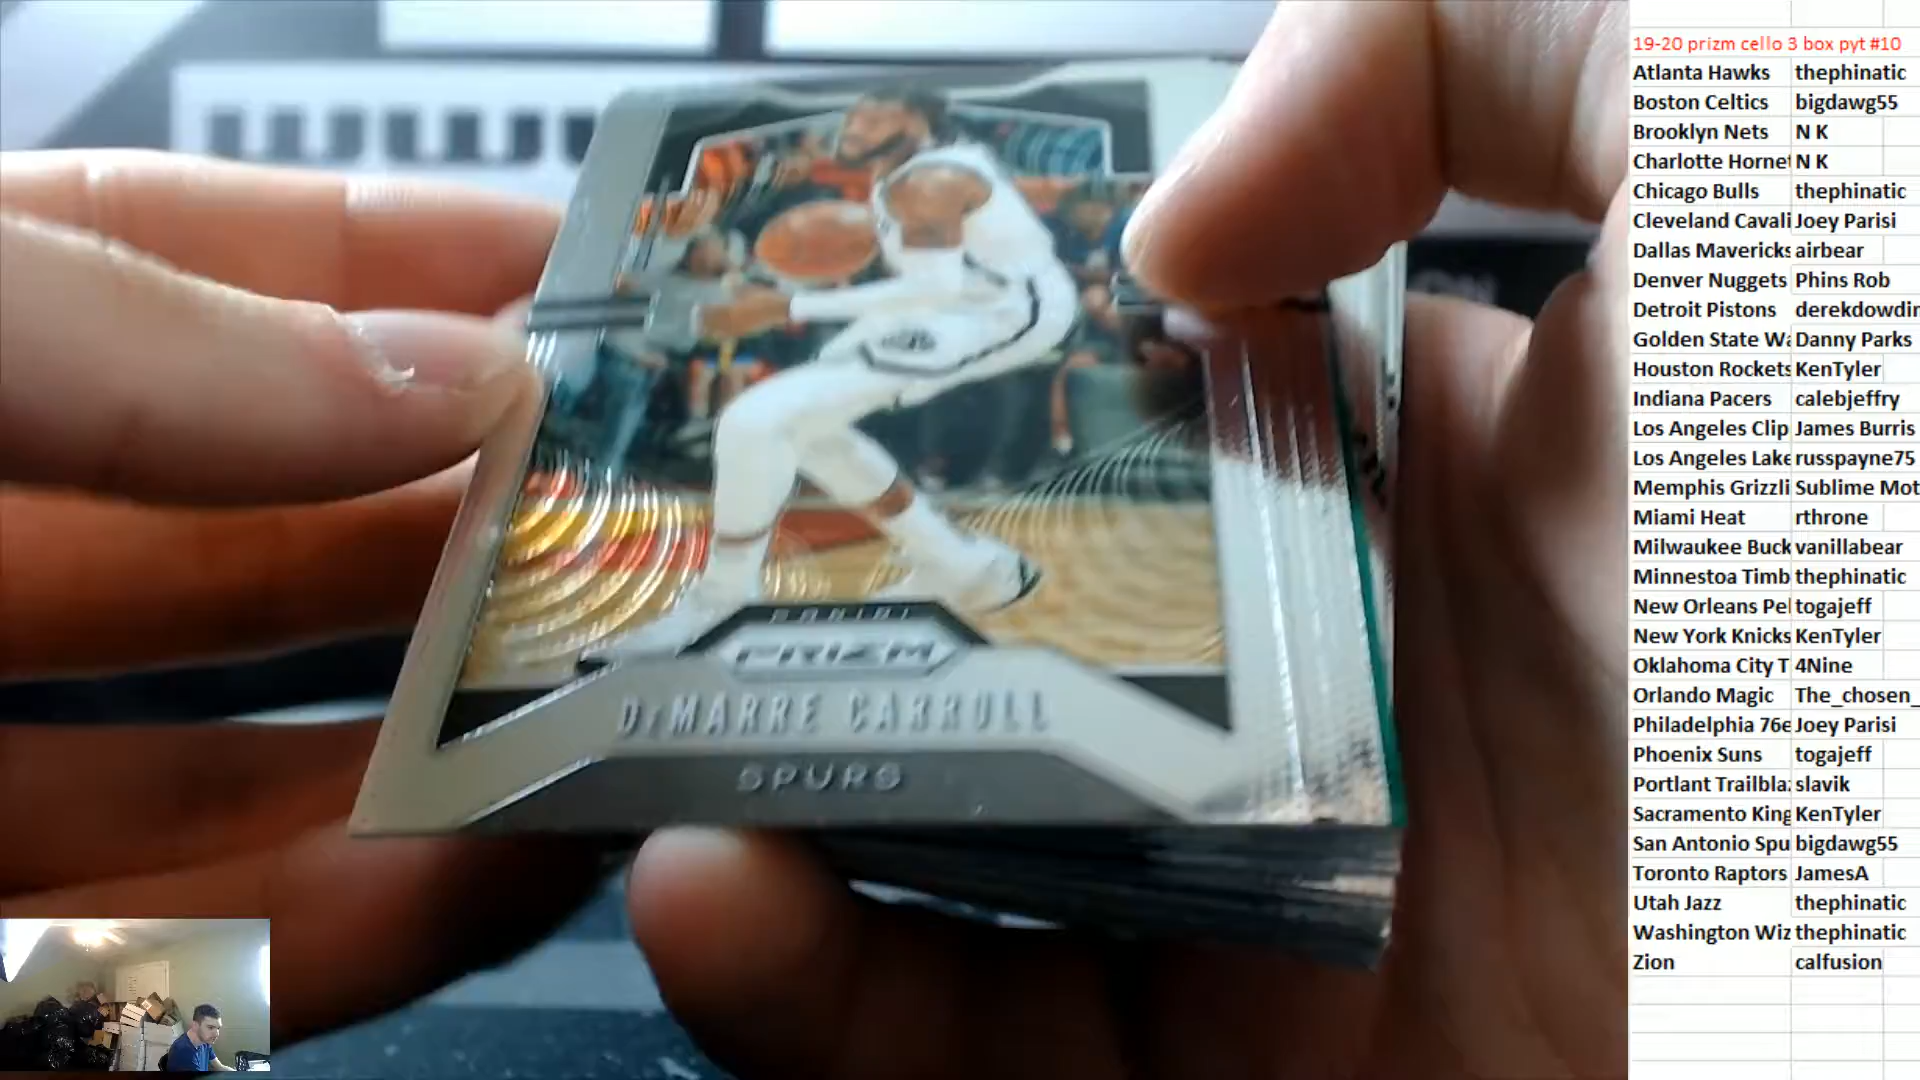 PANINI
PRIZM
DeMARRE CARROLL
SPURS
19-20 prizm cello 3 box pyt #10
Atlanta Hawks thephinatic
Boston Celtics bigdawg55
Brooklyn Nets N K
Charlotte Hornet N K
Chicago Bulls thephinatic
Cleveland Cavali Joey Parisi
Dallas Mavericks airbear
Denver Nuggets Phins Rob
Detroit Pistons derekdowdin
Golden State Wa Danny Parks
Houston Rockets KenTyler
Indiana Pacers calebjeffry
Los Angeles Clip James Burris
Los Angeles Lake russpayne75
Memphis Grizzli Sublime Mot
Miami Heat rthrone
Milwaukee Buck vanillabear
Minnestoa Timb thephinatic
New Orleans Pel togajeff
New York Knicks KenTyler
Oklahoma City T 4Nine
Orlando Magic The_chosen_
Philadelphia 76e Joey Parisi
Phoenix Suns togajeff
Portlant Trailblaz slavik
Sacramento King KenTyler
San Antonio Spu bigdawg55
Toronto Raptors JamesA
Utah Jazz thephinatic
Washington Wiz thephinatic
Zion calfusion